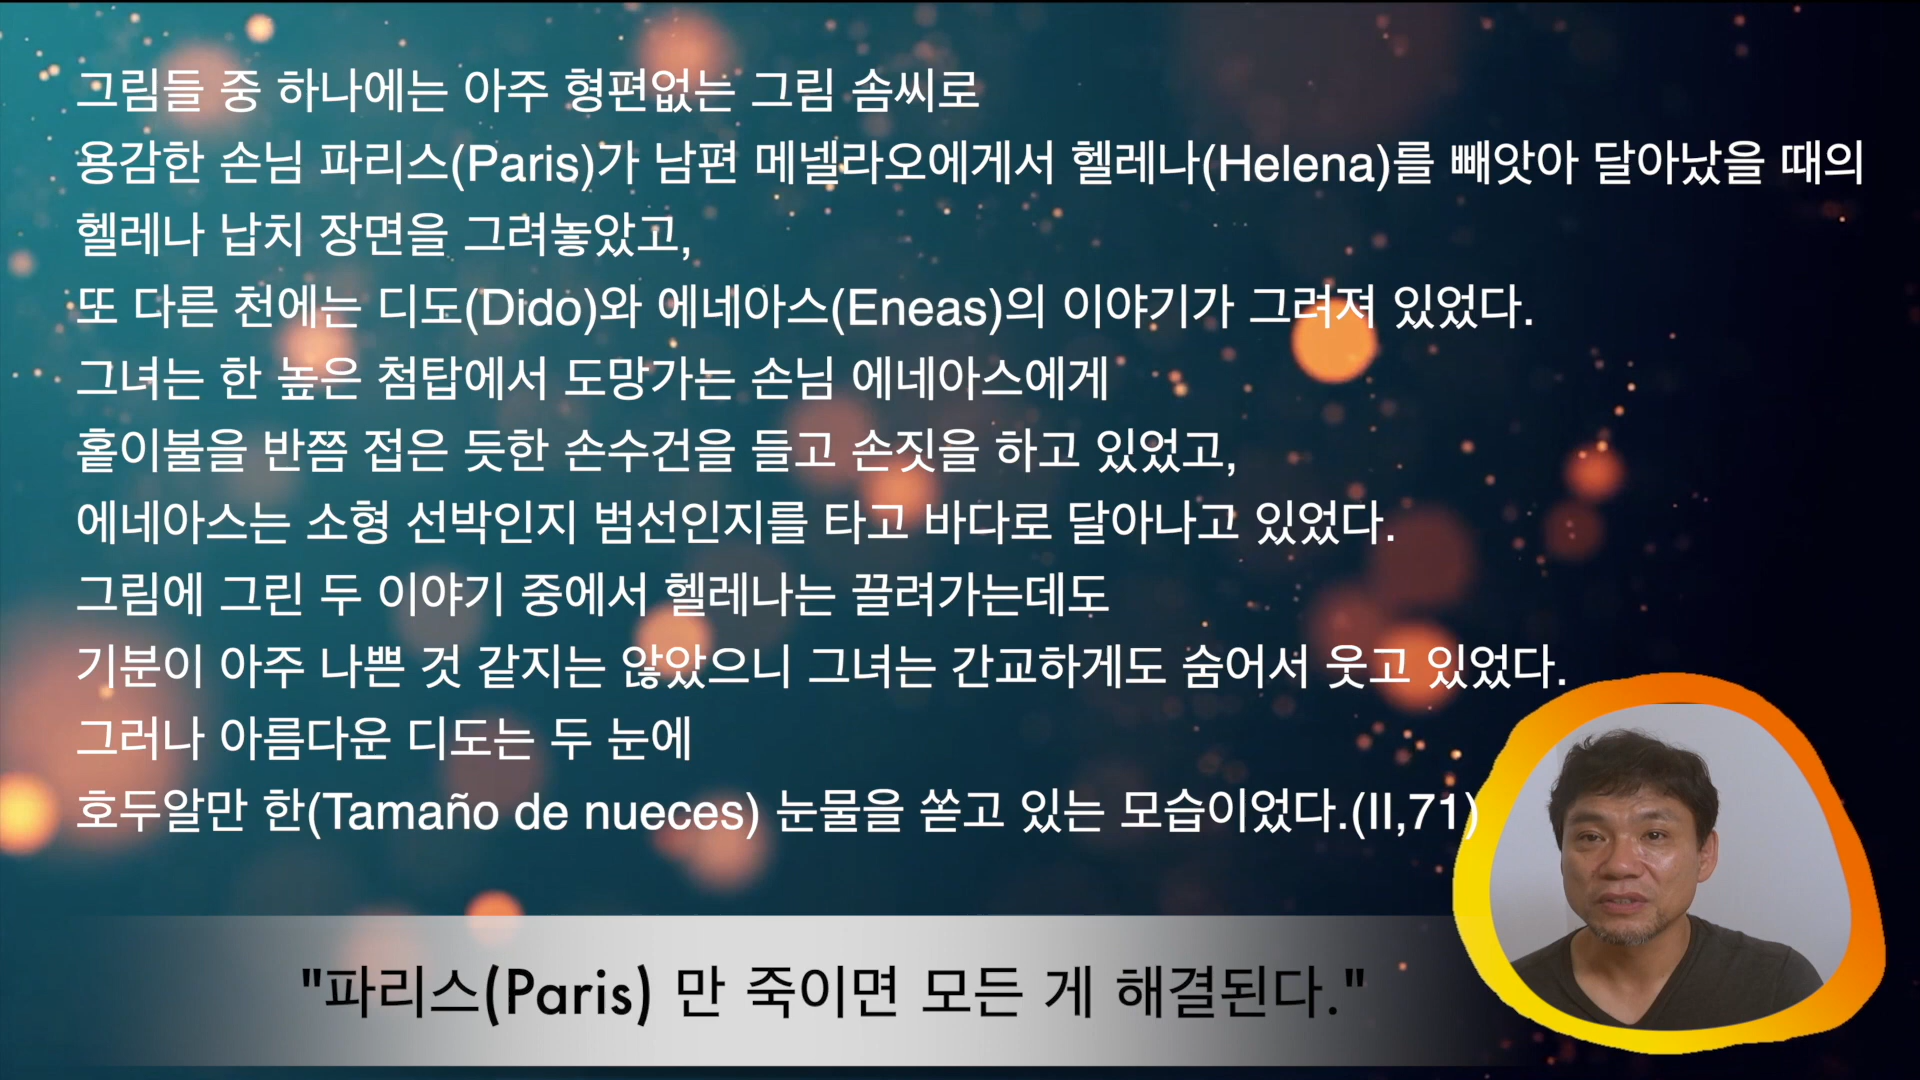 그림들 중 하나에는 아주 형편없는 그림 솜씨로
용감한 손님 파리스(Paris)가 남편 메넬라오에게서 헬레나(Helena)를 빼앗아 달아났을 때의
헬레나 납치 장면을 그려놓았고,
또 다른 천에는 디도(Dido)와 에네아스(Eneas)의 이야기가 그려져 있었다.
그녀는 한 높은 첨탑에서 도망가는 손님 에네아스에게
홑이불을 반쯤 접은 듯한 손수건을 들고 손짓을 하고 있었고,
에네아스는 소형 선박인지 범선인지를 타고 바다로 달아나고 있었다.
그림에 그린 두 이야기 중에서 헬레나는 끌려가는데도
기분이 아주 나쁜 것 같지는 않았으니 그녀는 간교하게도 숨어서 웃고 있었다.
그러나 아름다운 디도는 두 눈에
호두알만 한(Tamaño de nueces) 눈물을 쏟고 있는 모습이었다.(II,71)
"파리스(Paris) 만 죽이면 모든 게 해결된다."